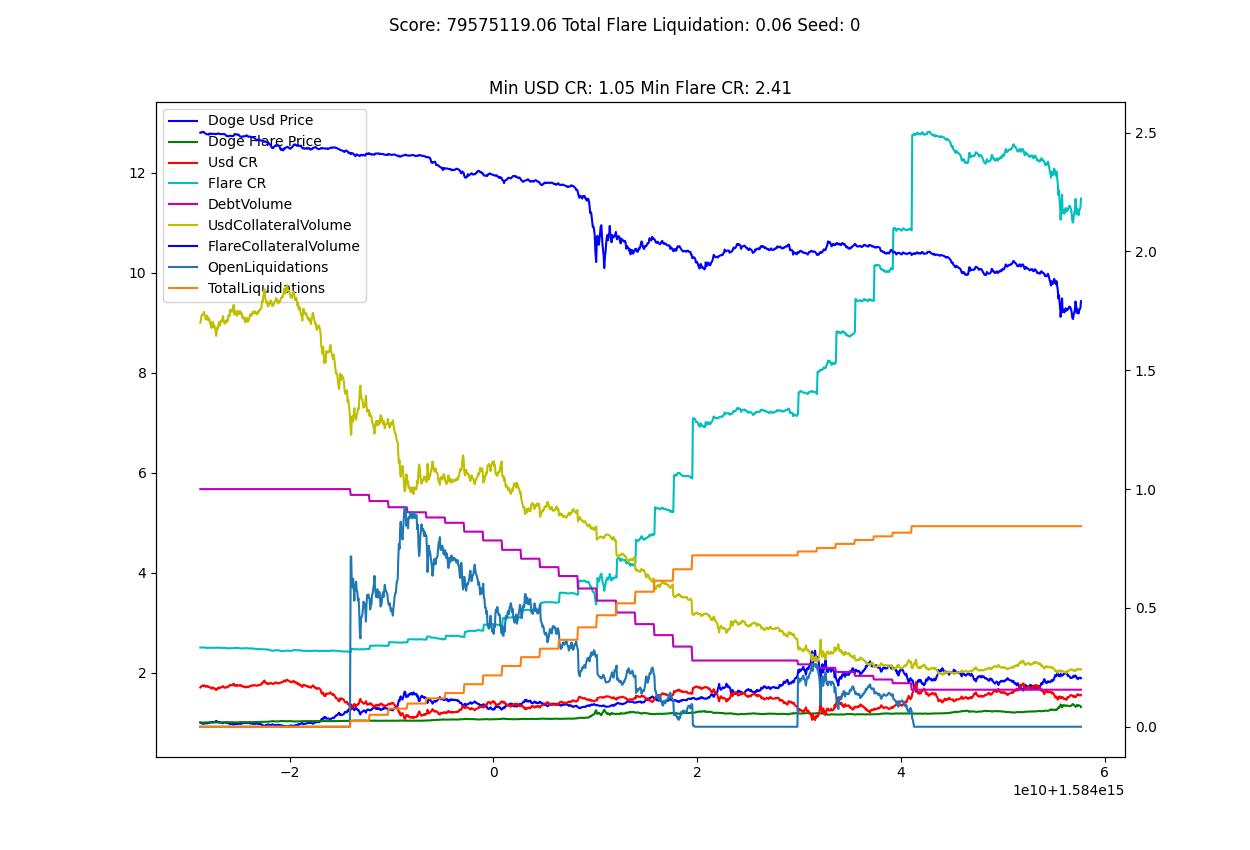 Score: 79575119.06 Total Flare Liquidation: 0.06 Seed: 0
Min USD CR: 1.05 Min Flare CR: 2.41
Doge Usd Price
Doge Flare Price
Usd CR
Flare CR
DebtVolume
UsdCollateralVolume
FlareCollateralVolume
OpenLiquidations
TotalLiquidations
12
10
8
6
4
2
2.5
2.0
1.5
1.0
0.5
0.0
−2
0
2
4
6
1e10+1.584e15